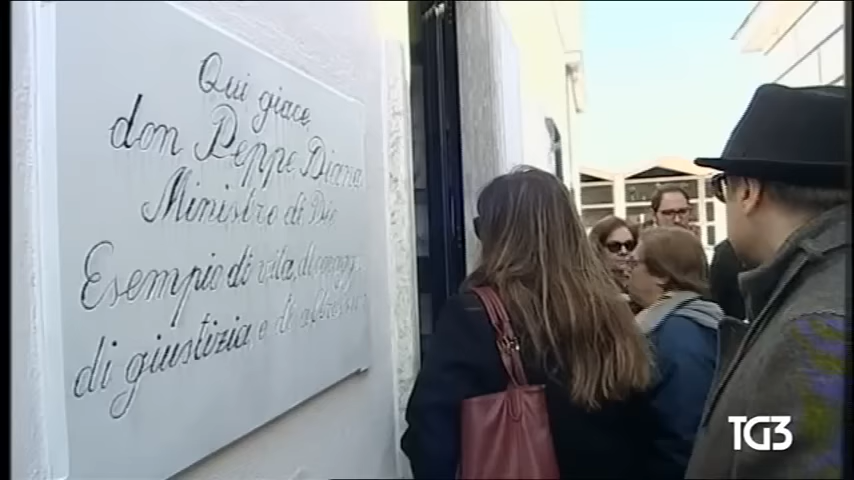 Qui giace
don Peppe Diana
Ministro di Dio
Esempio di vita, di coraggio
di giustizia, e di altruismo
TG3